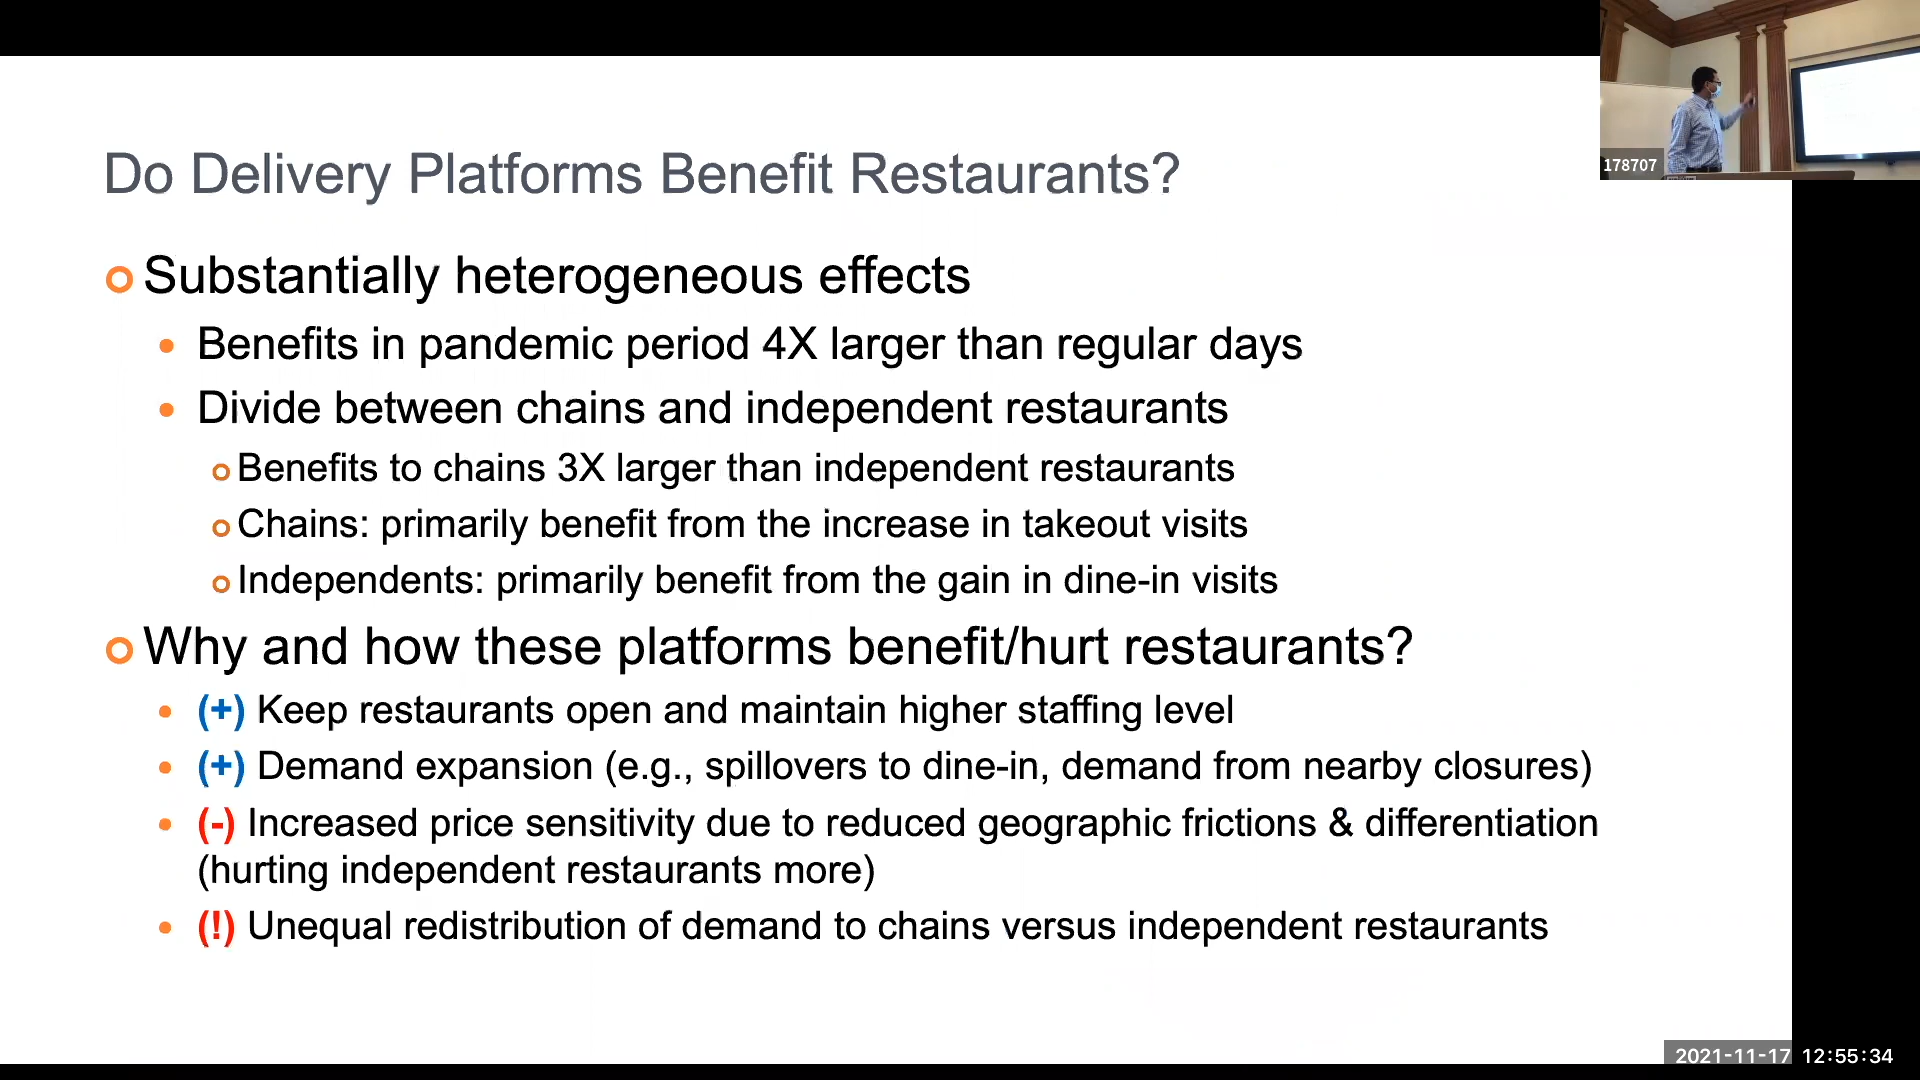 178707
Do Delivery Platforms Benefit Restaurants?
Substantially heterogeneous effects
Benefits in pandemic period 4X larger than regular days
Divide between chains and independent restaurants
Benefits to chains 3X larger than independent restaurants
Chains: primarily benefit from the increase in takeout visits
Independents: primarily benefit from the gain in dine-in visits
Why and how these platforms benefit/hurt restaurants?
(+) Keep restaurants open and maintain higher staffing level
(+) Demand expansion (e.g., spillovers to dine-in, demand from nearby closures)
(-) Increased price sensitivity due to reduced geographic frictions & differentiation
(hurting independent restaurants more)
(!) Unequal redistribution of demand to chains versus independent restaurants
2021-11-17 12:55:34